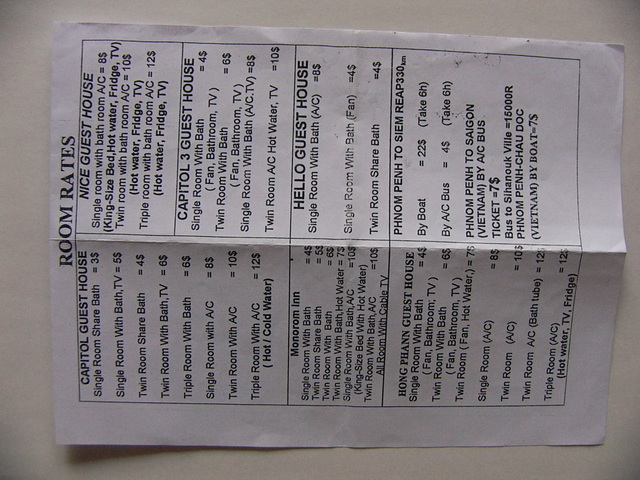 ROOM RATES
CAPITOL GUEST HOUSE
Single Room Share Bath = 3$
Single Room With Bath,TV = 5$
Twin Room Share Bath = 4$
Twin Room With Bath,TV = 6$
Triple Room With Bath = 6$
Single Room with A/C = 8$
Twin Room with A/C = 10$
Triple Room With A/C = 12$
( Hot / Cold Water)
Monorom Inn
Single Room With Bath = 4$
Twin Room Share Bath = 5$
Twin Room With Bath = 6$
Twin Room With Bath,Hot Water = 7$
Single Room With Bath,A/C =10$
(King-Size Bed With Hot Water)
Twin Room With Bath,A/C =10$
All Room With Cable TV
HONG PHANN GUEST HOUSE
Single Room With Bath = 4$
( Fan, Bathroom, TV)
Twin Room With Bath = 6$
( Fan, Bathroom, TV )
Twin Room ( Fan, Hot Water,) = 7$
Single Room (A/C) = 8$
Twin Room (A/C) = 10$
Twin Room A/C (Bath tube) = 12$
Triple Room (A/C) = 12$
(Hot water, TV, Fridge)
NICE GUEST HOUSE
Single room with bath room A/C = 8$
(King-Size Bed,Hot water, Fridge, TV)
Twin room with bath room A/C = 10$
(Hot water, Fridge, TV)
Triple room with bath room A/C = 12$
(Hot water, Fridge, TV)
CAPITOL 3 GUEST HOUSE
Single Room With Bath = 4$
( Fan, Bathroom, TV )
Twin Room With Bath = 6$
( Fan, Bathroom, TV )
Single Room With Bath (A/C.TV) = 8$
Twin Room A/C Hot Water, TV =10$
HELLO GUEST HOUSE
Single Room With Bath (A/C) =8$
Single Room With Bath (Fan) =4$
Twin Room Share Bath =4$
PHNOM PENH TO SIEM REAP330km
By Boat = 22$ (Take 6h)
By A/C Bus = 4$ (Take 6h)
PHNOM PENH TO SAIGON
(VIETNAM) BY A/C BUS
TICKET =7$
Bus to Sihanouk Ville =15000R
PHNOM PENH-CHAU DOC
(VIETNAM) BY BOAT=7$